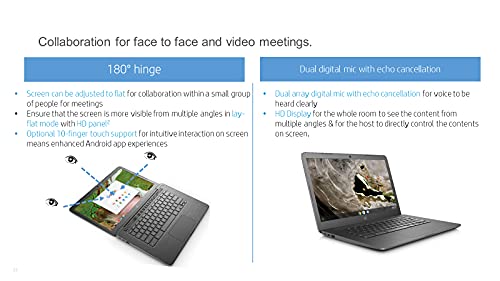 Collaboration for face to face and video meetings.
180° hinge
• Screen can be adjusted to flat for collaboration within a small group
of people for meetings
• Ensure that the screen is more visible from multiple angles in lay-
flat mode with HD panel²
• Optional 10-finger touch support for intuitive interaction on screen
means enhanced Android app experiences
Dual digital mic with echo cancellation
• Dual array digital mic with echo cancellation for voice to be
heard clearly
• HD Display for the whole room to see the content from
multiple angles & for the host to directly control the contents
on screen.